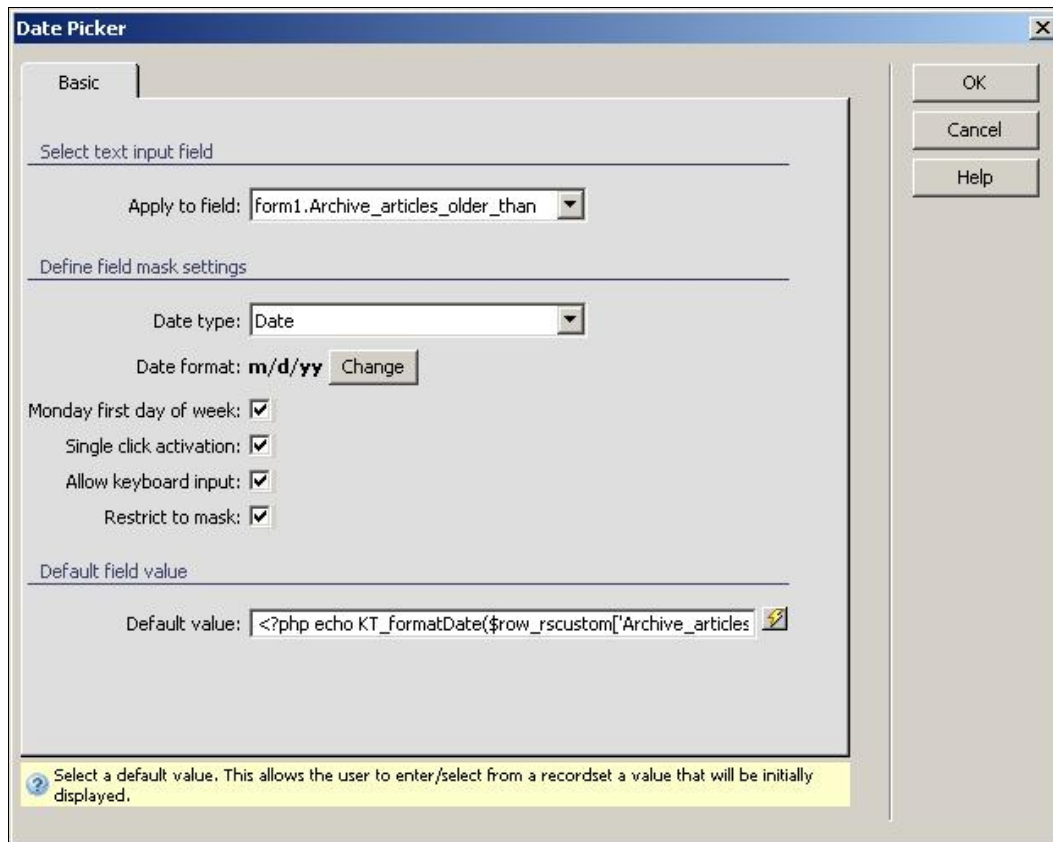 Date Picker
Basic
OK
Cancel
Help
Select text input field
Apply to field: form1.Archive_articles_older_than
Define field mask settings
Date type: Date
Date format: m/d/yy Change
Monday first day of week:
Single click activation:
Allow keyboard input:
Restrict to mask:
Default field value
Default value: <?php echo KT_formatDate($row_rscustom['Archive_articles
Select a default value. This allows the user to enter/select from a recordset a value that will be initially
displayed.